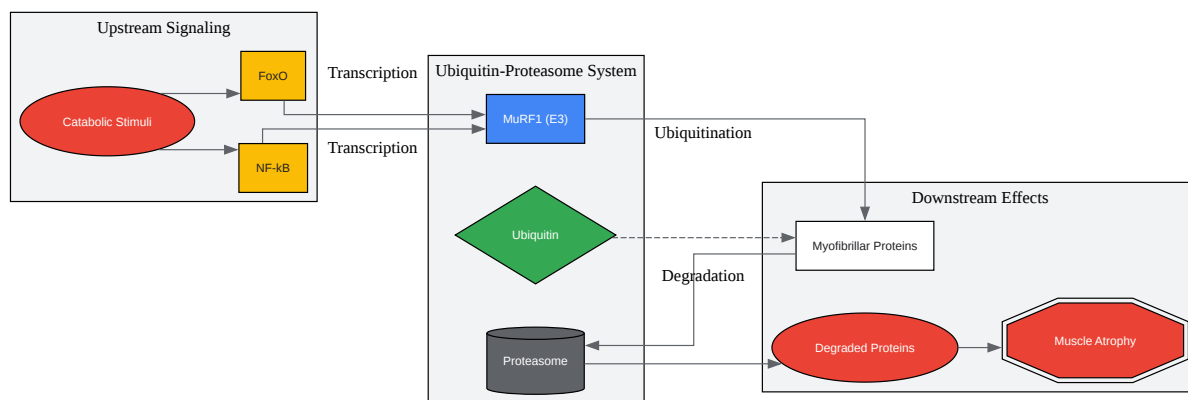 Upstream Signaling
FoxO
Catabolic Stimuli
NF-kB
Transcription
Transcription
Ubiquitin-Proteasome System
MuRF1 (E3)
Ubiquitin
Proteasome
Ubiquitination
Degradation
Downstream Effects
Myofibrillar Proteins
Degraded Proteins
Muscle Atrophy